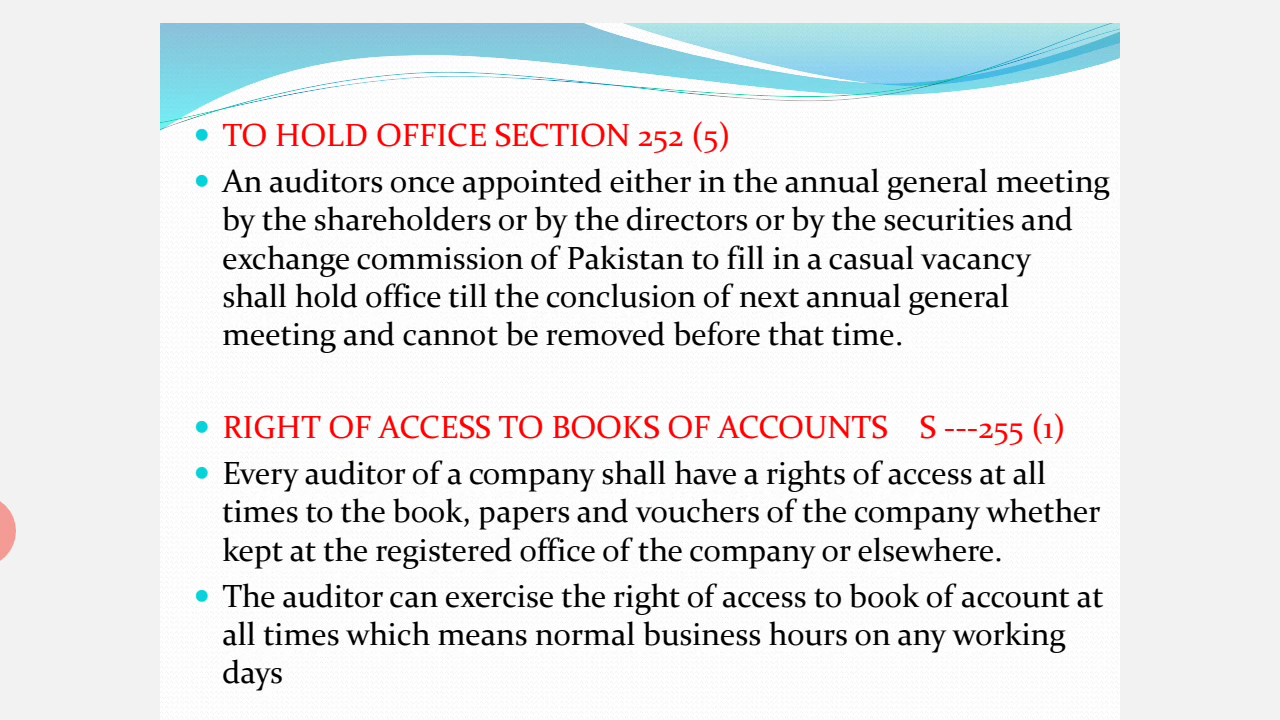 • TO HOLD OFFICE SECTION 252 (5)
• An auditors once appointed either in the annual general meeting
by the shareholders or by the directors or by the securities and
exchange commission of Pakistan to fill in a casual vacancy
shall hold office till the conclusion of next annual general
meeting and cannot be removed before that time.
• RIGHT OF ACCESS TO BOOKS OF ACCOUNTS S ---255 (1)
• Every auditor of a company shall have a rights of access at all
times to the book, papers and vouchers of the company whether
kept at the registered office of the company or elsewhere.
• The auditor can exercise the right of access to book of account at
all times which means normal business hours on any working
days